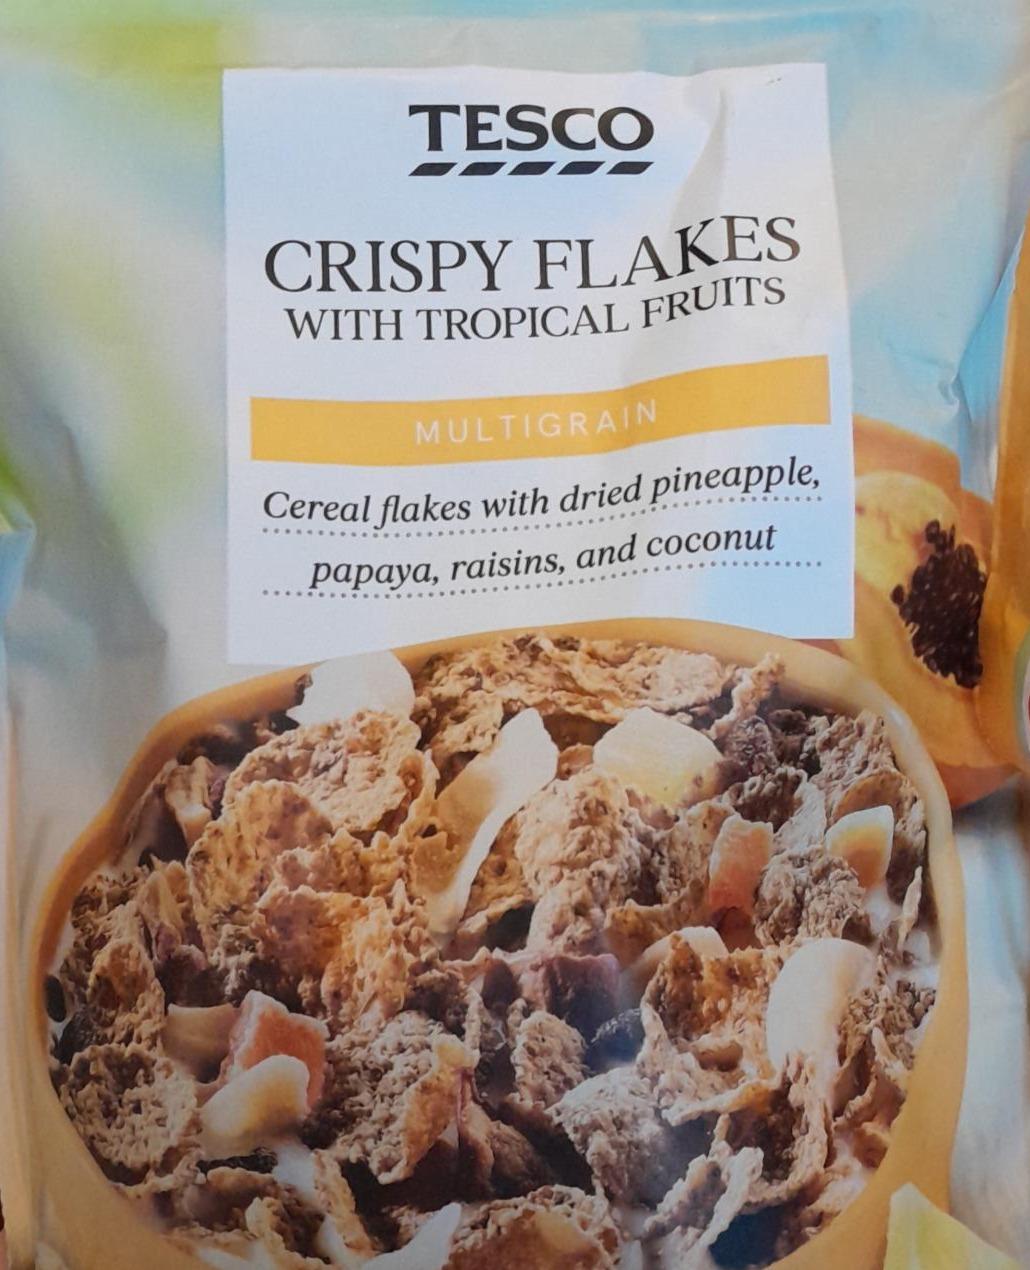 TESCO
CRISPY FLAKES
WITH TROPICAL FRUITS
MULTIGRAIN
Cereal flakes with dried pineapple,
papaya, raisins, and coconut